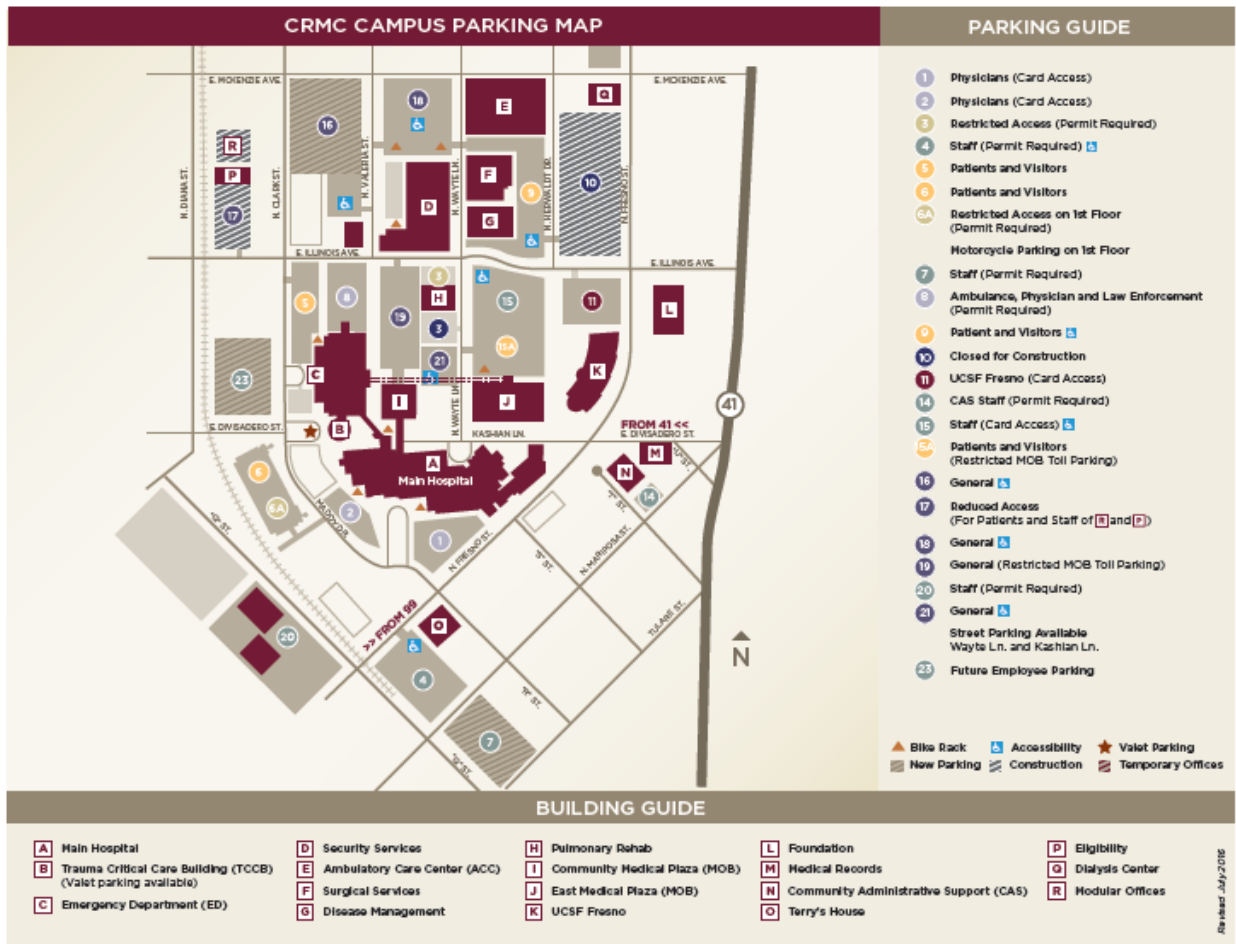 CRMC CAMPUS PARKING MAP
E. MCKENZIE AVE.
E. MCKENZIE AVE.
18
E
Q
16
R
P
17
N. DIANA ST.
N. CLARK ST.
N. VALERIA ST.
N. WAYTE LN.
D
F
G
9
N. HERWALDT DR.
10
N. FRESNO ST.
E. ILLINOIS AVE.
E. ILLINOIS AVE.
5
8
19
3
H
3
21
15
15A
11
L
K
23
C
I
J
B
N. WAYTE LN.
KASHIAN LN.
E. DIVISADERO ST.
FROM 41 <<
E. DIVISADERO ST.
41
A
Main Hospital
M
N
14
"U" ST.
"T" ST.
6
6A
2
1
MADDY DR.
N. FRESNO ST.
"S" ST.
N. MARIPOSA ST.
TULARE ST.
"Q" ST.
>> FROM 99
O
20
4
7
"R" ST.
"Q" ST.
N
PARKING GUIDE
1 Physicians (Card Access)
2 Physicians (Card Access)
3 Restricted Access (Permit Required)
4 Staff (Permit Required)
5 Patients and Visitors
6 Patients and Visitors
6A Restricted Access on 1st Floor
(Permit Required)
Motorcycle Parking on 1st Floor
7 Staff (Permit Required)
8 Ambulance, Physician and Law Enforcement
(Permit Required)
9 Patient and Visitors
10 Closed for Construction
11 UCSF Fresno (Card Access)
14 CAS Staff (Permit Required)
15 Staff (Card Access)
15A Patients and Visitors
(Restricted MOB Toll Parking)
16 General
17 Reduced Access
(For Patients and Staff of R and P)
18 General
19 General (Restricted MOB Toll Parking)
20 Staff (Permit Required)
21 General
Street Parking Available
Wayte Ln. and Kashian Ln.
23 Future Employee Parking
Bike Rack Accessibility Valet Parking
New Parking Construction Temporary Offices
BUILDING GUIDE
A Main Hospital
B Trauma Critical Care Building (TCCB)
(Valet parking available)
C Emergency Department (ED)
D Security Services
E Ambulatory Care Center (ACC)
F Surgical Services
G Disease Management
H Pulmonary Rehab
I Community Medical Plaza (MOB)
J East Medical Plaza (MOB)
K UCSF Fresno
L Foundation
M Medical Records
N Community Administrative Support (CAS)
O Terry's House
P Eligibility
Q Dialysis Center
R Modular Offices
Revised July 2016